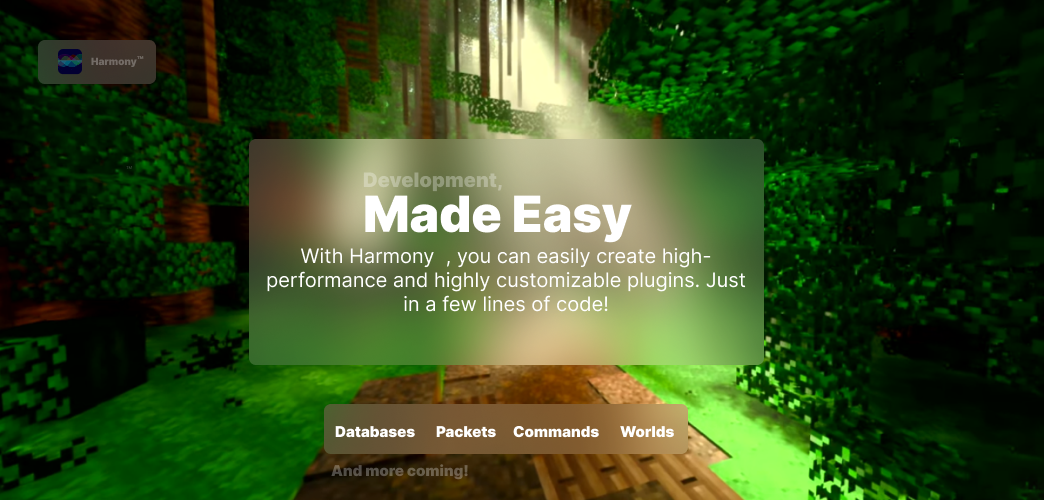 Harmony™
Development,
Made Easy
With Harmony , you can easily create high-
performance and highly customizable plugins. Just
in a few lines of code!
Databases Packets Commands Worlds
And more coming!